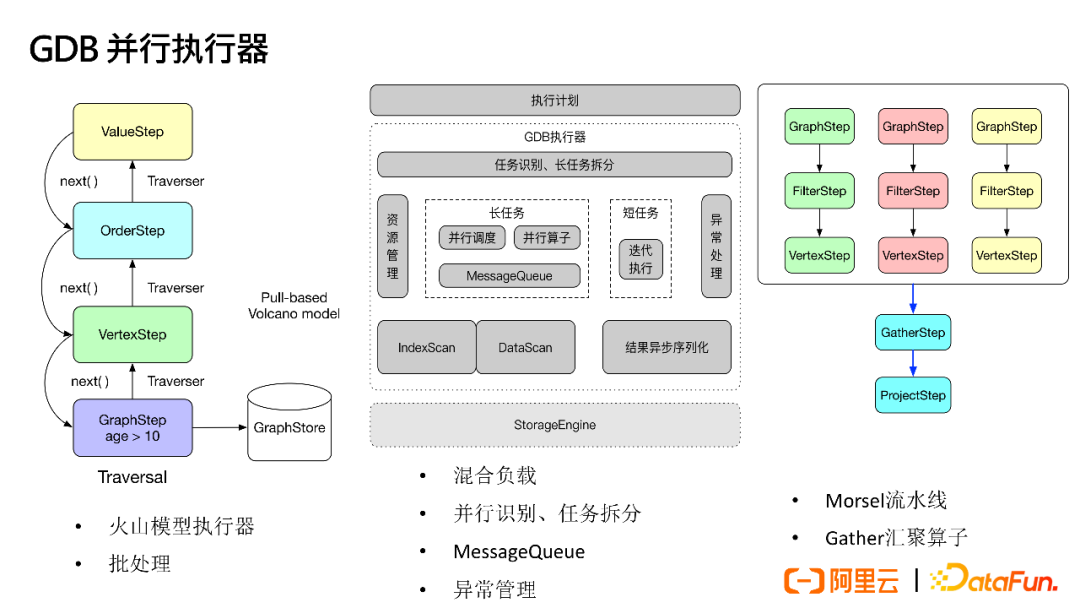 GDB 并行执行器
ValueStep
next( )
Traverser
OrderStep
next( )
Traverser
VertexStep
next( )
Traverser
GraphStep
age > 10
Traversal
Pull-based
Volcano model
GraphStore
• 火山模型执行器
• 批处理
执行计划
GDB执行器
任务识别、长任务拆分
资源管理
长任务
并行调度
并行算子
MessageQueue
短任务
迭代
执行
异常处理
IndexScan
DataScan
结果异步序列化
StorageEngine
• 混合负载
• 并行识别、任务拆分
• MessageQueue
• 异常管理
GraphStep
GraphStep
GraphStep
FilterStep
FilterStep
FilterStep
VertexStep
VertexStep
VertexStep
GatherStep
ProjectStep
• Morsel流水线
• Gather汇聚算子
阿里云 | DataFun.